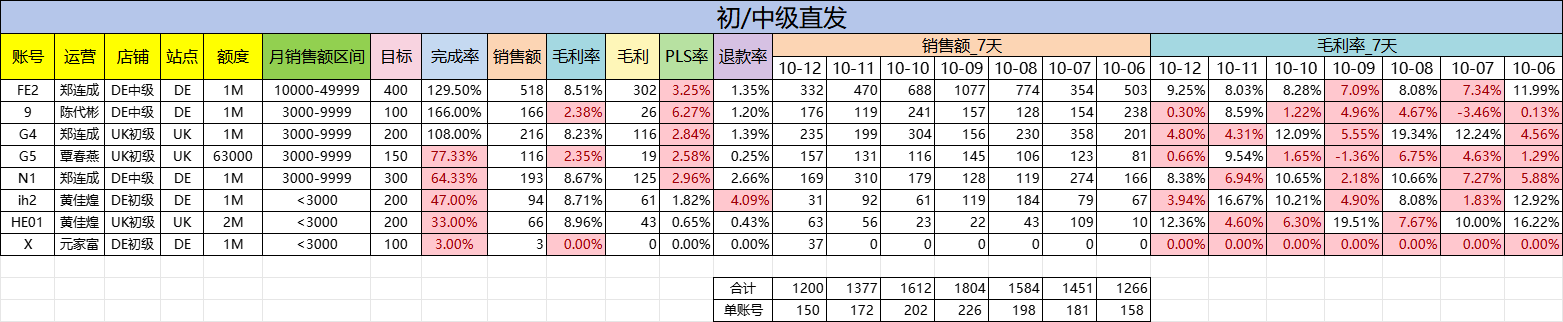 初/中级直发
账号 运营 店铺 站点 额度 月销售额区间 目标 完成率 销售额 毛利率 毛利 PLS率 退款率 销售额_7天 毛利率_7天
10-12 10-11 10-10 10-09 10-08 10-07 10-06 10-12 10-11 10-10 10-09 10-08 10-07 10-06
FE2 郑连成 DE中级 DE 1M 10000-49999 400 129.50% 518 8.51% 302 3.25% 1.35% 332 470 688 1077 774 354 503 9.25% 8.03% 8.28% 7.09% 8.08% 7.34% 11.99%
9 陈代彬 DE中级 DE 1M 3000-9999 100 166.00% 166 2.38% 26 6.27% 1.20% 176 119 241 157 128 154 238 0.30% 8.59% 1.22% 4.96% 4.67% -3.46% 0.13%
G4 郑连成 UK初级 UK 1M 3000-9999 200 108.00% 216 8.23% 116 2.84% 1.39% 235 199 304 156 230 358 201 4.80% 4.31% 12.09% 5.55% 19.34% 12.24% 4.56%
G5 覃春燕 UK初级 UK 63000 3000-9999 150 77.33% 116 2.35% 19 2.58% 0.25% 157 131 116 145 106 123 81 0.66% 9.54% 1.65% -1.36% 6.75% 4.63% 1.29%
N1 郑连成 DE中级 DE 1M 3000-9999 300 64.33% 193 8.67% 125 2.96% 2.66% 169 310 179 128 119 274 166 8.38% 6.94% 10.65% 2.18% 10.66% 7.27% 5.88%
ih2 黄佳煌 DE初级 DE 1M <3000 200 47.00% 94 8.71% 61 1.82% 4.09% 31 92 61 119 184 79 67 3.94% 16.67% 10.21% 4.90% 8.08% 1.83% 12.92%
HE01 黄佳煌 UK初级 UK 2M <3000 200 33.00% 66 8.96% 43 0.65% 0.43% 63 56 23 22 43 109 10 12.36% 4.60% 6.30% 19.51% 7.67% 10.00% 16.22%
X 元家富 DE初级 DE 1M <3000 100 3.00% 3 0.00% 0 0.00% 0.00% 37 0 0 0 0 0 0 0.00% 0.00% 0.00% 0.00% 0.00% 0.00% 0.00%
合计 1200 1377 1612 1804 1584 1451 1266
单账号 150 172 202 226 198 181 158